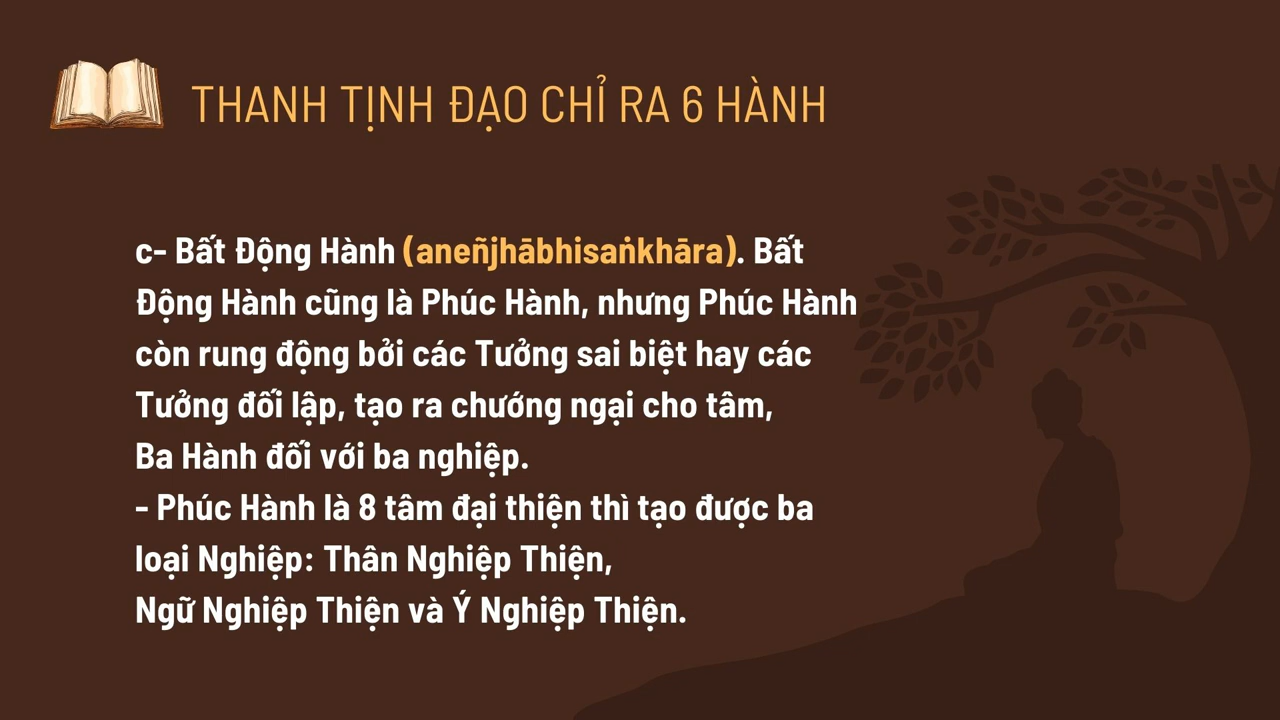 THANH TỊNH ĐẠO CHỈ RA 6 HÀNH
c- Bất Động Hành (aneñjhābhisaṅkhāra). Bất
Động Hành cũng là Phúc Hành, nhưng Phúc Hành
còn rung động bởi các Tưởng sai biệt hay các
Tưởng đối lập, tạo ra chướng ngại cho tâm,
Ba Hành đối với ba nghiệp.
- Phúc Hành là 8 tâm đại thiện thì tạo được ba
loại Nghiệp: Thân Nghiệp Thiện,
Ngữ Nghiệp Thiện và Ý Nghiệp Thiện.